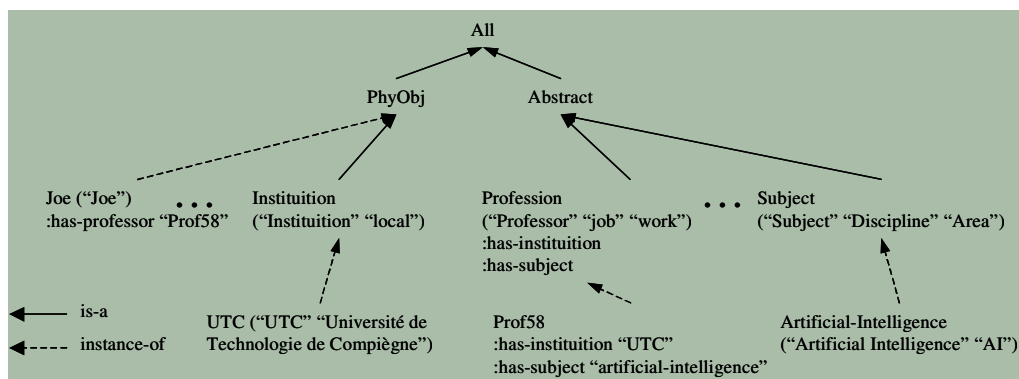 All
PhyObj
Abstract
Joe (“Joe”)
:has-professor “Prof58”
Instituition
(“Instituition” “local”)
Profession
(“Professor” “job” “work”)
:has-instituition
:has-subject
Subject
(“Subject” “Discipline” “Area”)
is-a
instance-of
UTC (“UTC” “Université de
Technologie de Compiègne”)
Prof58
:has-instituition “UTC”
:has-subject “artificial-intelligence”
Artificial-Intelligence
(“Artificial Intelligence” “AI”)